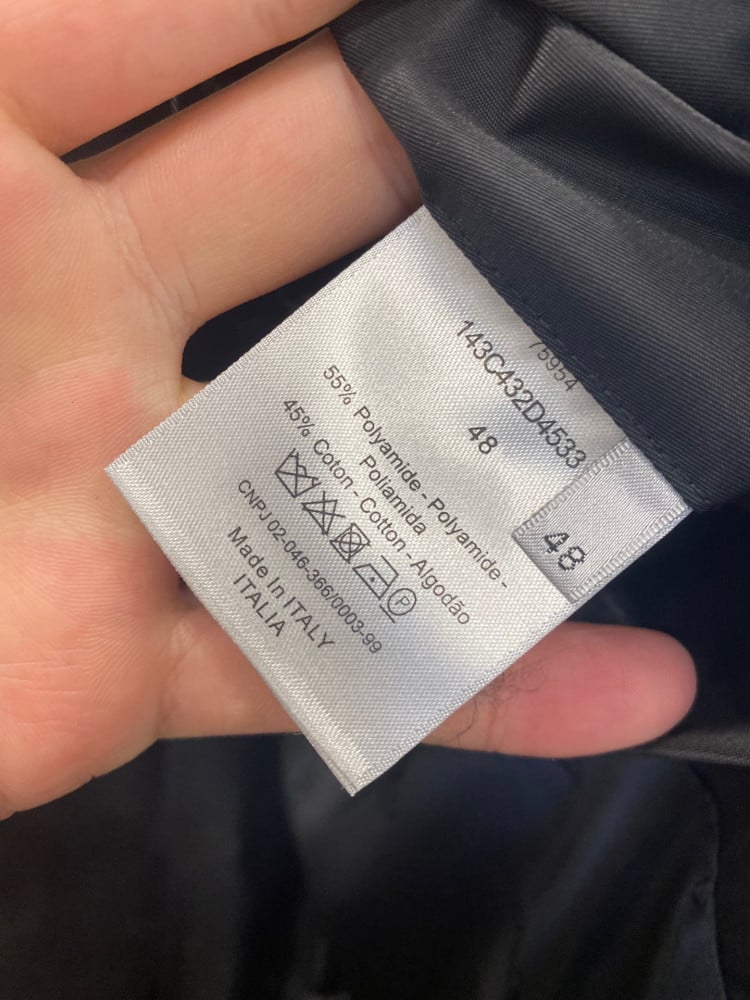 75954
143C432D4533
48
55% Polyamide - Polyamide -
Poliamida
45% Coton - Cotton - Algodão
P
CNPJ 02-046-366/0003-99
Made In ITALY
ITALIA
48